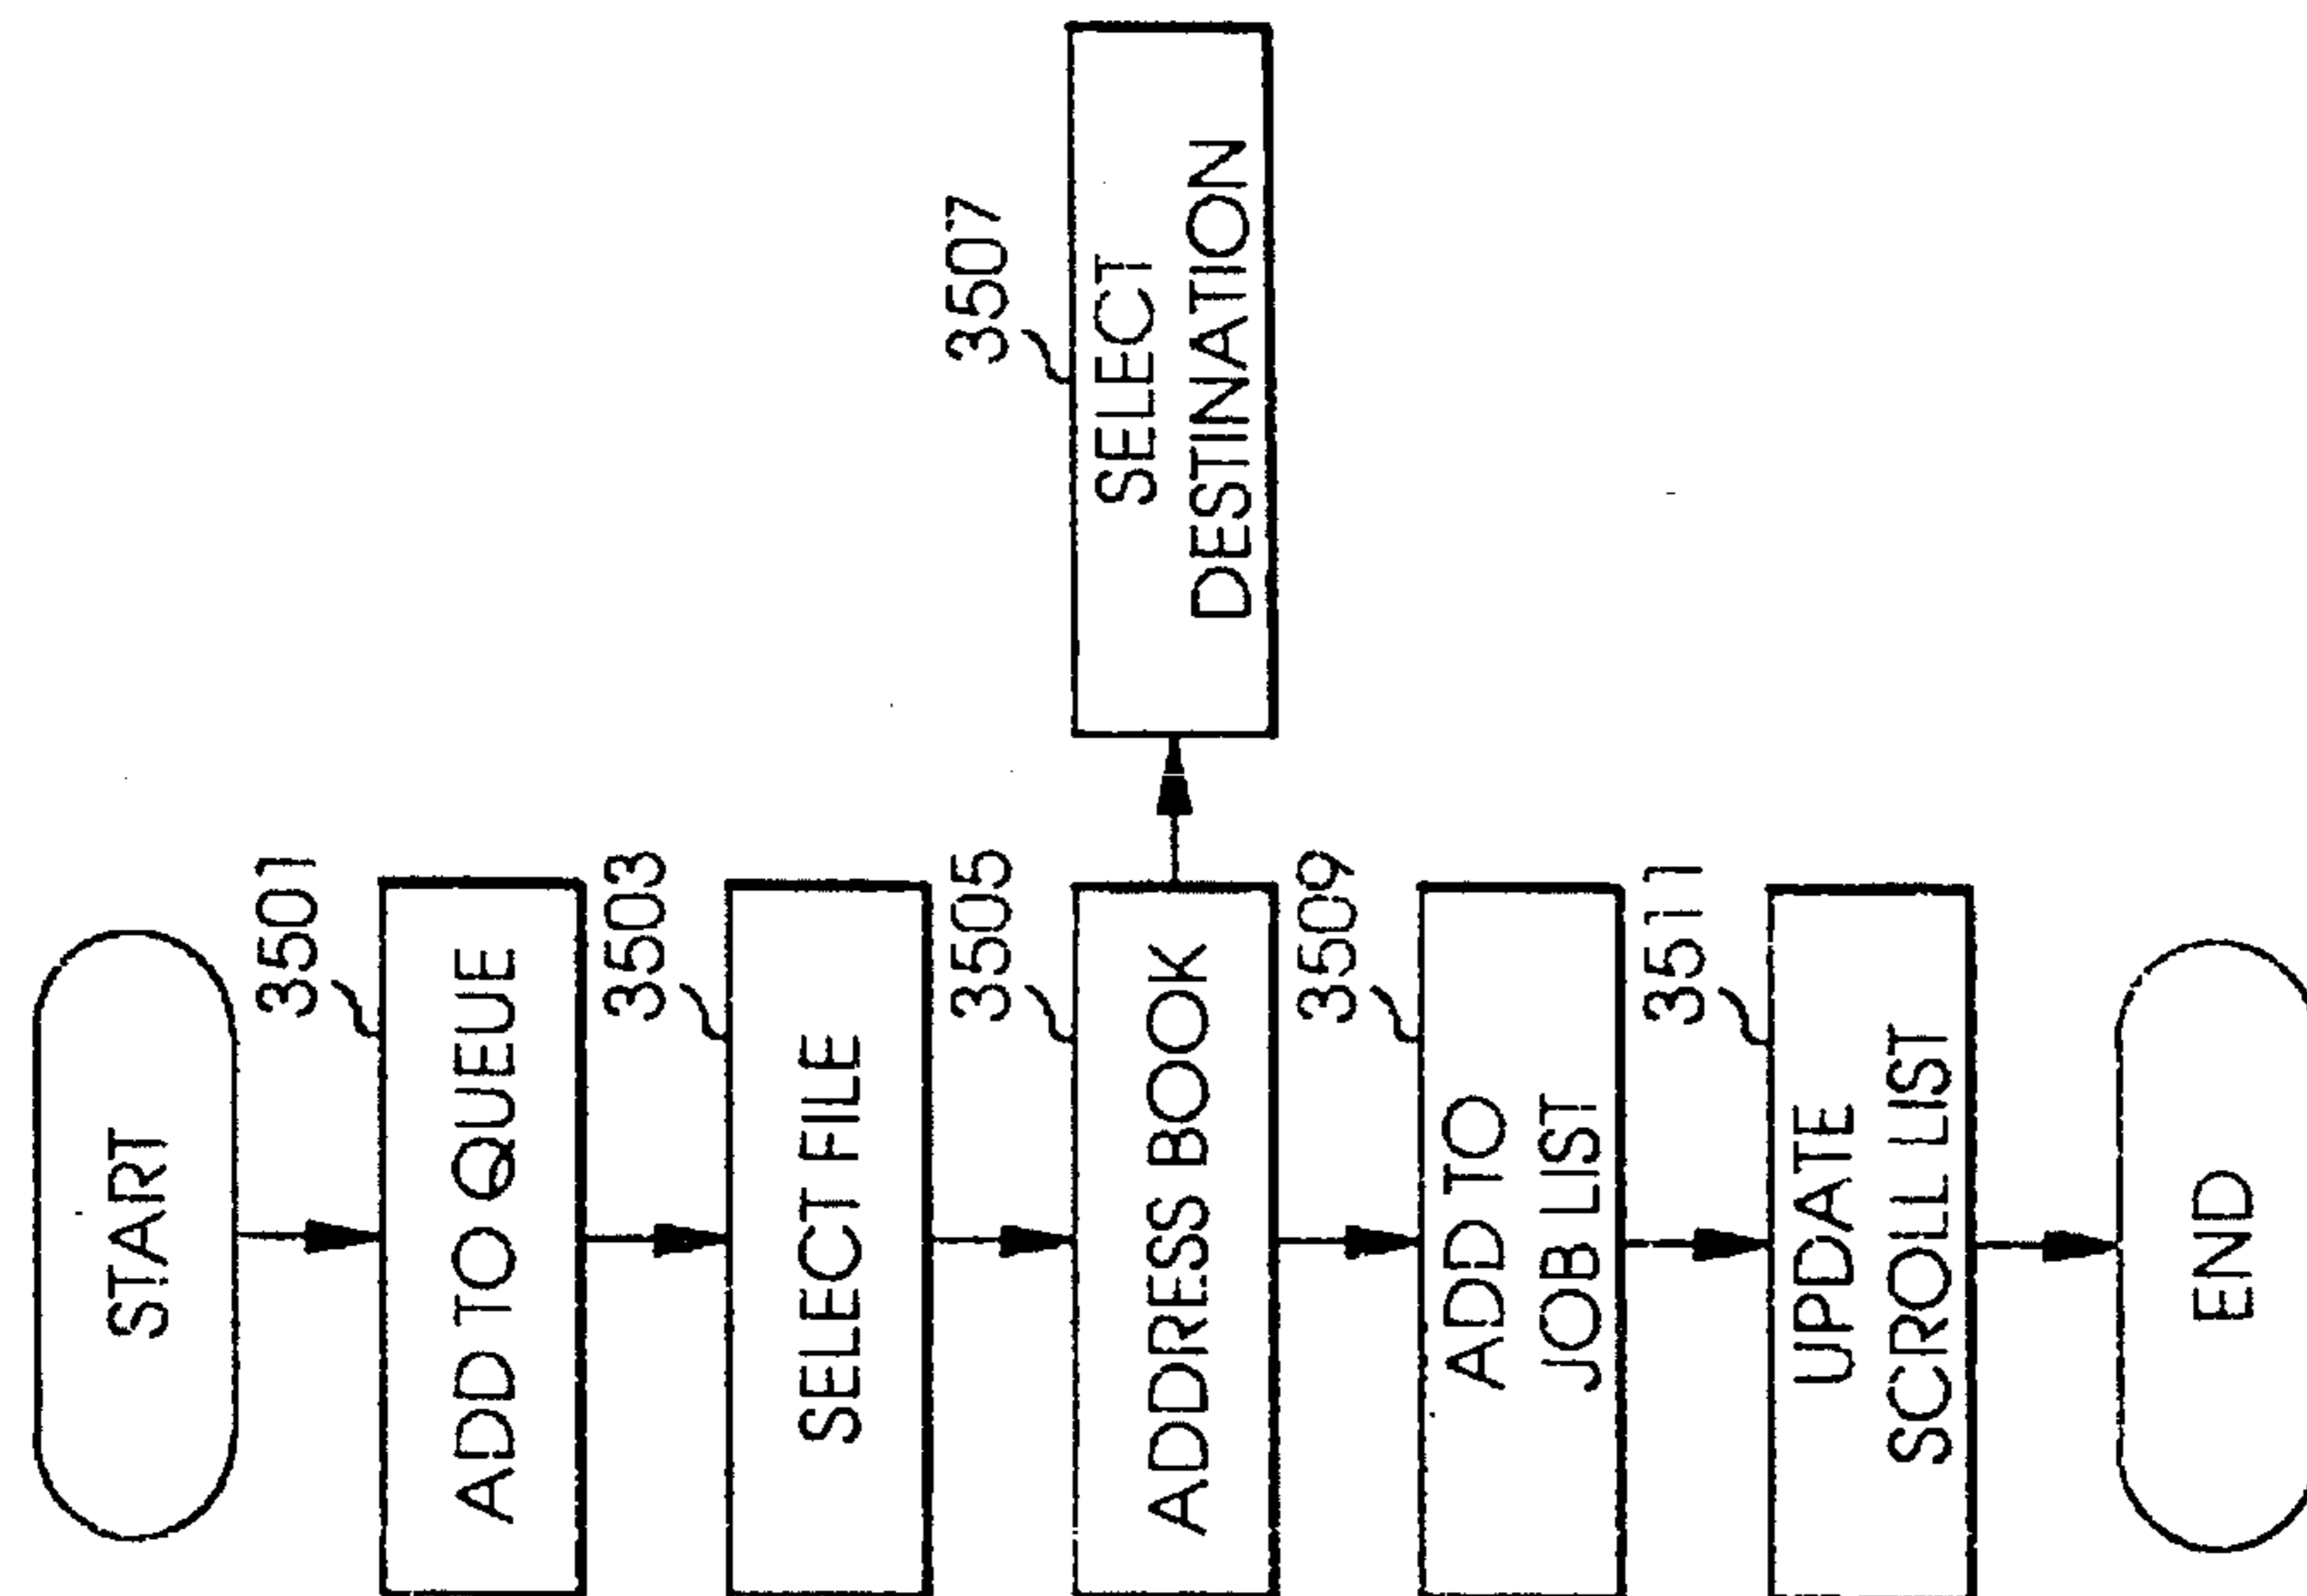 START
3501
ADD TO QUEUE
3503
SELECT FILE
3505
ADDRESS BOOK
3507
SELECT
DESTINATION
3509
ADD TO
JOB LIST
3511
UPDATE
SCROLL LIST
END